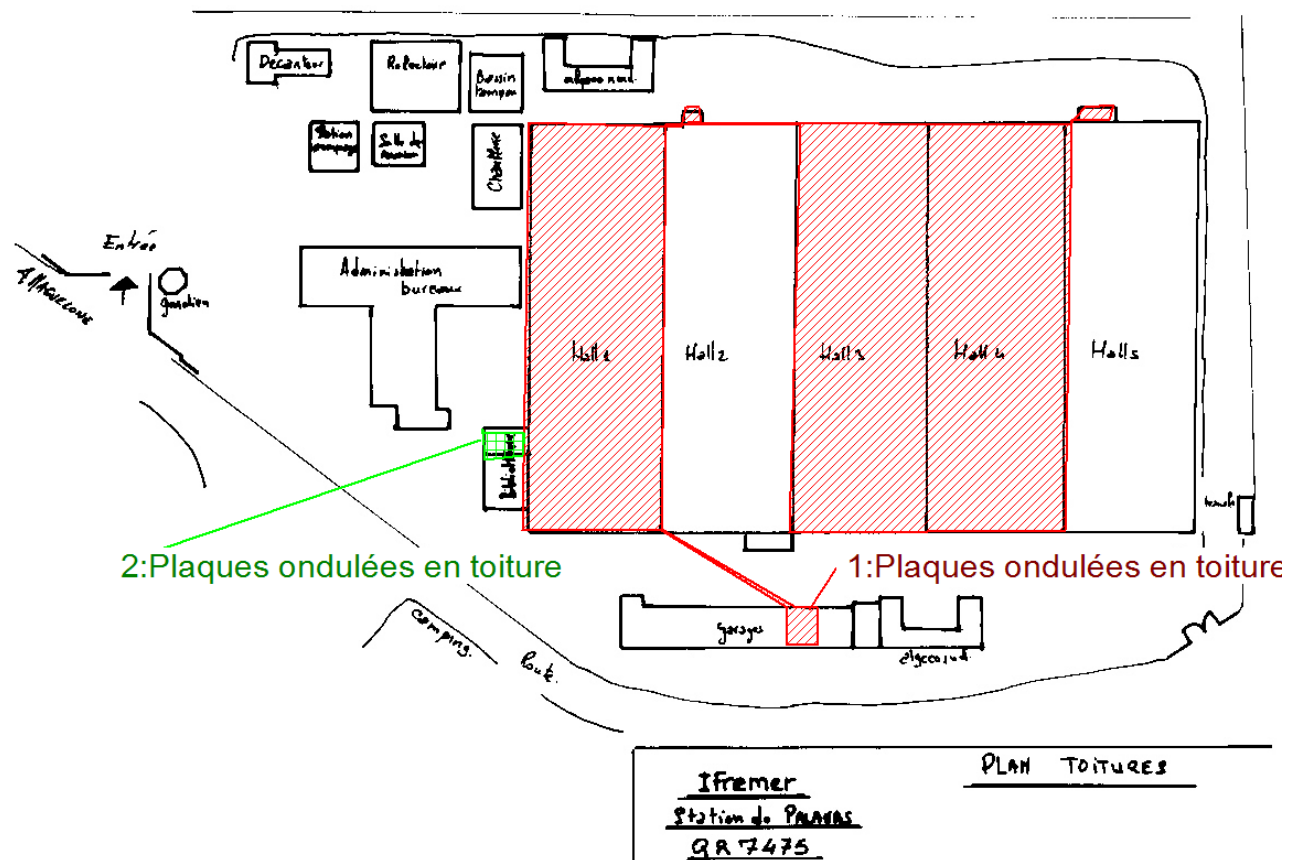 Décanteur
Refectoire
Bassin
tampon
Station
pompage
Salle de
reunion
Chaufferie
Entrée
gardien
Administration
bureaux
Hall 1
Hall 2
Hall 3
Hall 4
Hall 5
Bibliothèque
2:Plaques ondulées en toiture
1:Plaques ondulées en toiture
Garages
Camping.
Route.
PLAN TOITURES
Ifremer
Station de PALAVAS
QR 7475